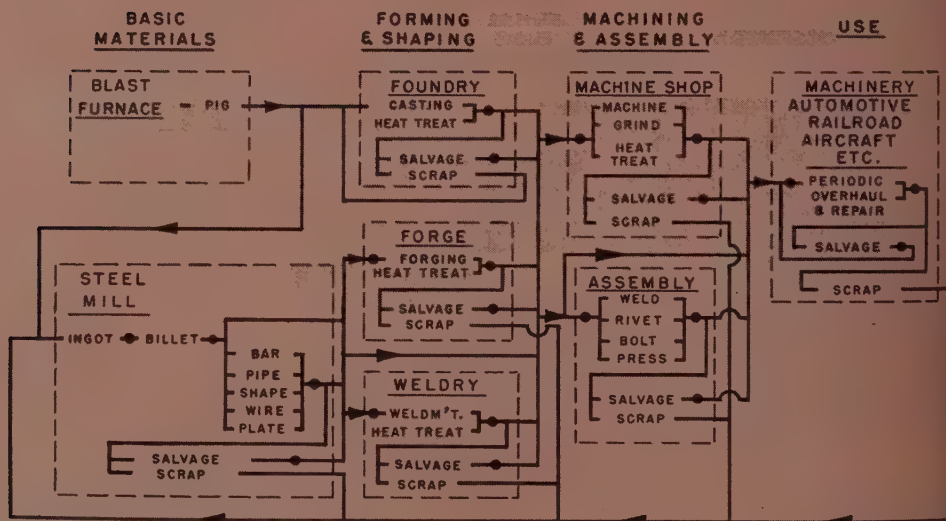 BASIC
MATERIALS
FORMING
& SHAPING
MACHINING
& ASSEMBLY
USE
BLAST
FURNACE
PIG
FOUNDRY
CASTING
HEAT TREAT
SALVAGE
SCRAP
MACHINE SHOP
MACHINE
GRIND
HEAT
TREAT
SALVAGE
SCRAP
MACHINERY
AUTOMOTIVE
RAILROAD
AIRCRAFT
ETC.
PERIODIC
OVERHAUL
& REPAIR
SALVAGE
SCRAP
STEEL
MILL
INGOT
BILLET
BAR
PIPE
SHAPE
WIRE
PLATE
SALVAGE
SCRAP
FORGE
FORGING
HEAT TREAT
SALVAGE
SCRAP
WELDRY
WELDM'T.
HEAT TREAT
SALVAGE
SCRAP
ASSEMBLY
WELD
RIVET
BOLT
PRESS
SALVAGE
SCRAP